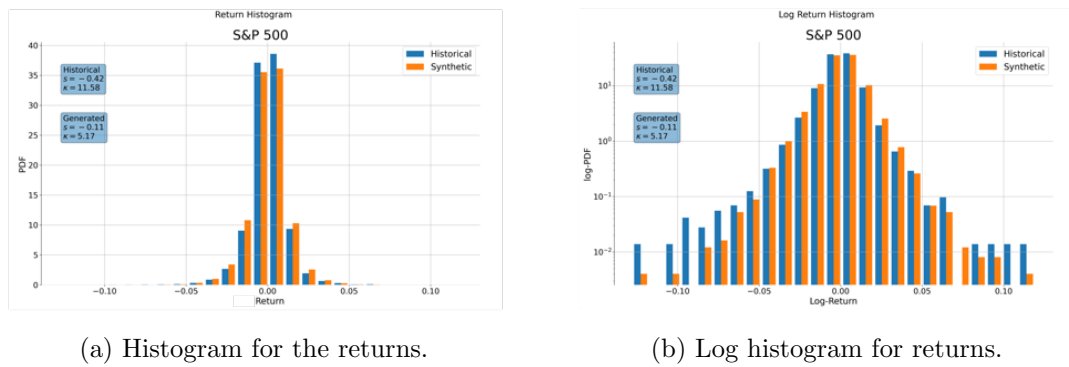 Return Histogram
S&P 500
40
35
30
25
20
15
10
5
0
PDF
Historical
s = −0.42
κ = 11.58
Generated
s = −0.11
κ = 5.17
Historical
Synthetic
−0.10
−0.05
0.00
0.05
0.10
Return
(a) Histogram for the returns.
Log Return Histogram
S&P 500
10¹
10⁰
10⁻¹
10⁻²
log-PDF
Historical
s = −0.42
κ = 11.58
Generated
s = −0.11
κ = 5.17
Historical
Synthetic
−0.10
−0.05
0.00
0.05
0.10
Log-Return
(b) Log histogram for returns.